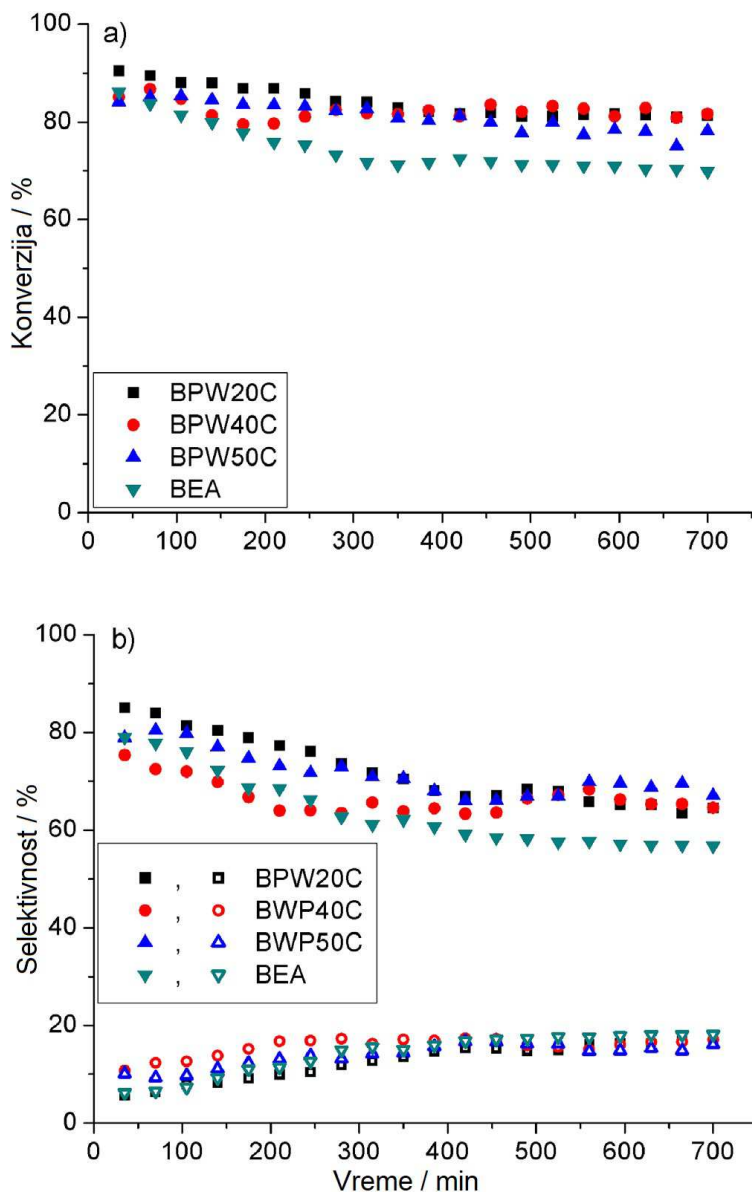 a)
Konverzija / %
100
80
60
40
20
0
BPW20C
BPW40C
BPW50C
BEA
0 100 200 300 400 500 600 700
b)
Selektivnost / %
100
80
60
40
20
0
, BPW20C
, BWP40C
, BWP50C
, BEA
0 100 200 300 400 500 600 700
Vreme / min